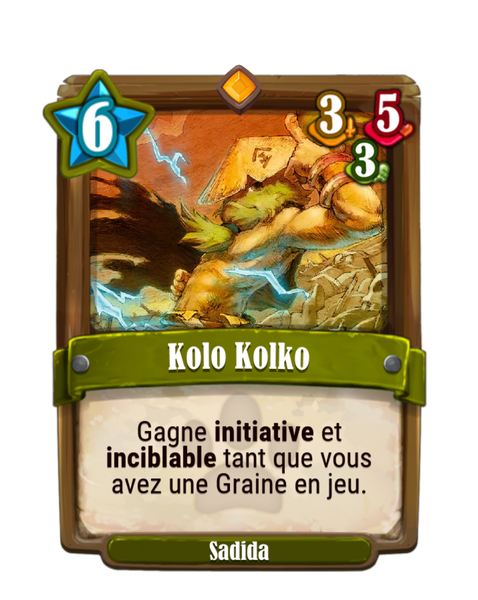 6
3
5
3
Kolo Kolko
Gagne initiative et
inciblable tant que vous
avez une Graine en jeu.
Sadida